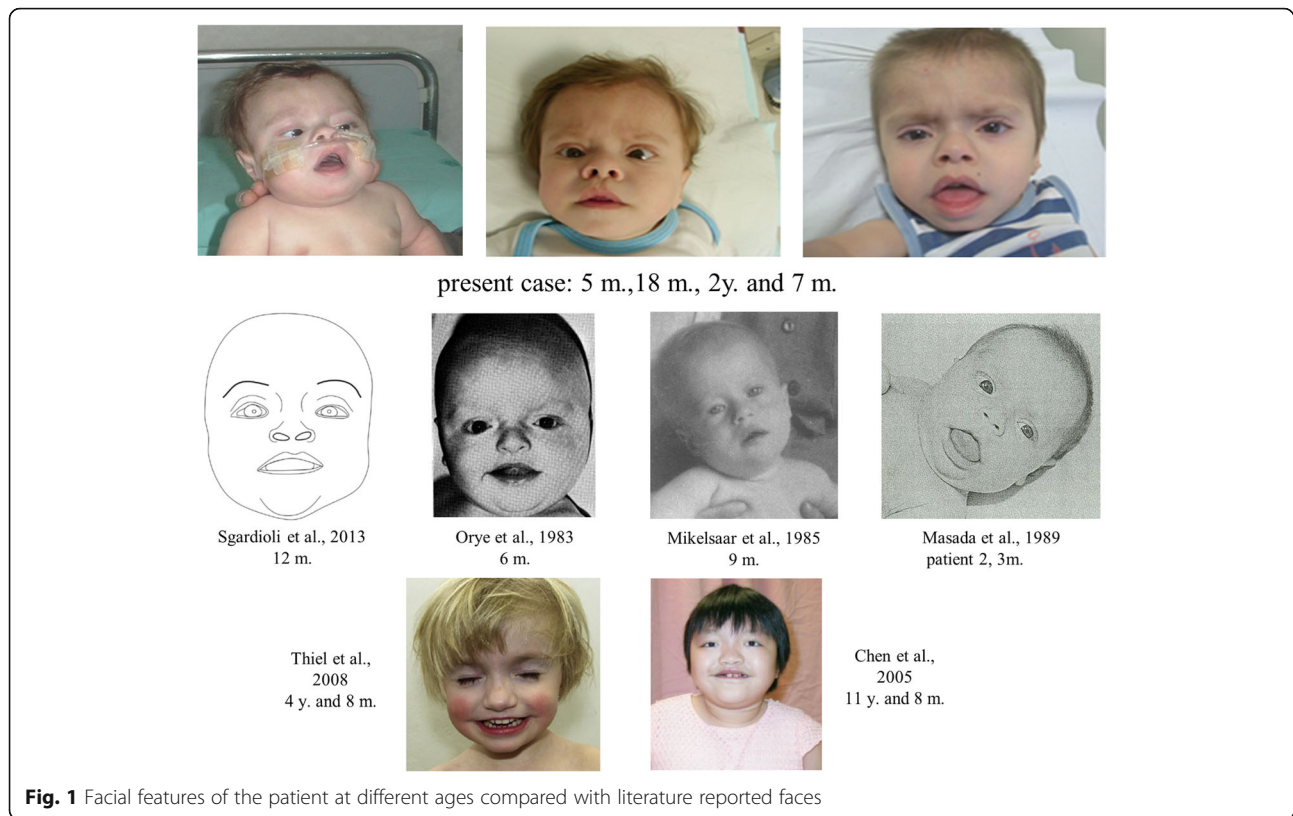 present case: 5 m.,18 m., 2y. and 7 m.
Sgardioli et al., 2013
12 m.
Orye et al., 1983
6 m.
Mikelsaar et al., 1985
9 m.
Masada et al., 1989
patient 2, 3m.
Thiel et al.,
2008
4 y. and 8 m.
Chen et al.,
2005
11 y. and 8 m.
Fig. 1 Facial features of the patient at different ages compared with literature reported faces